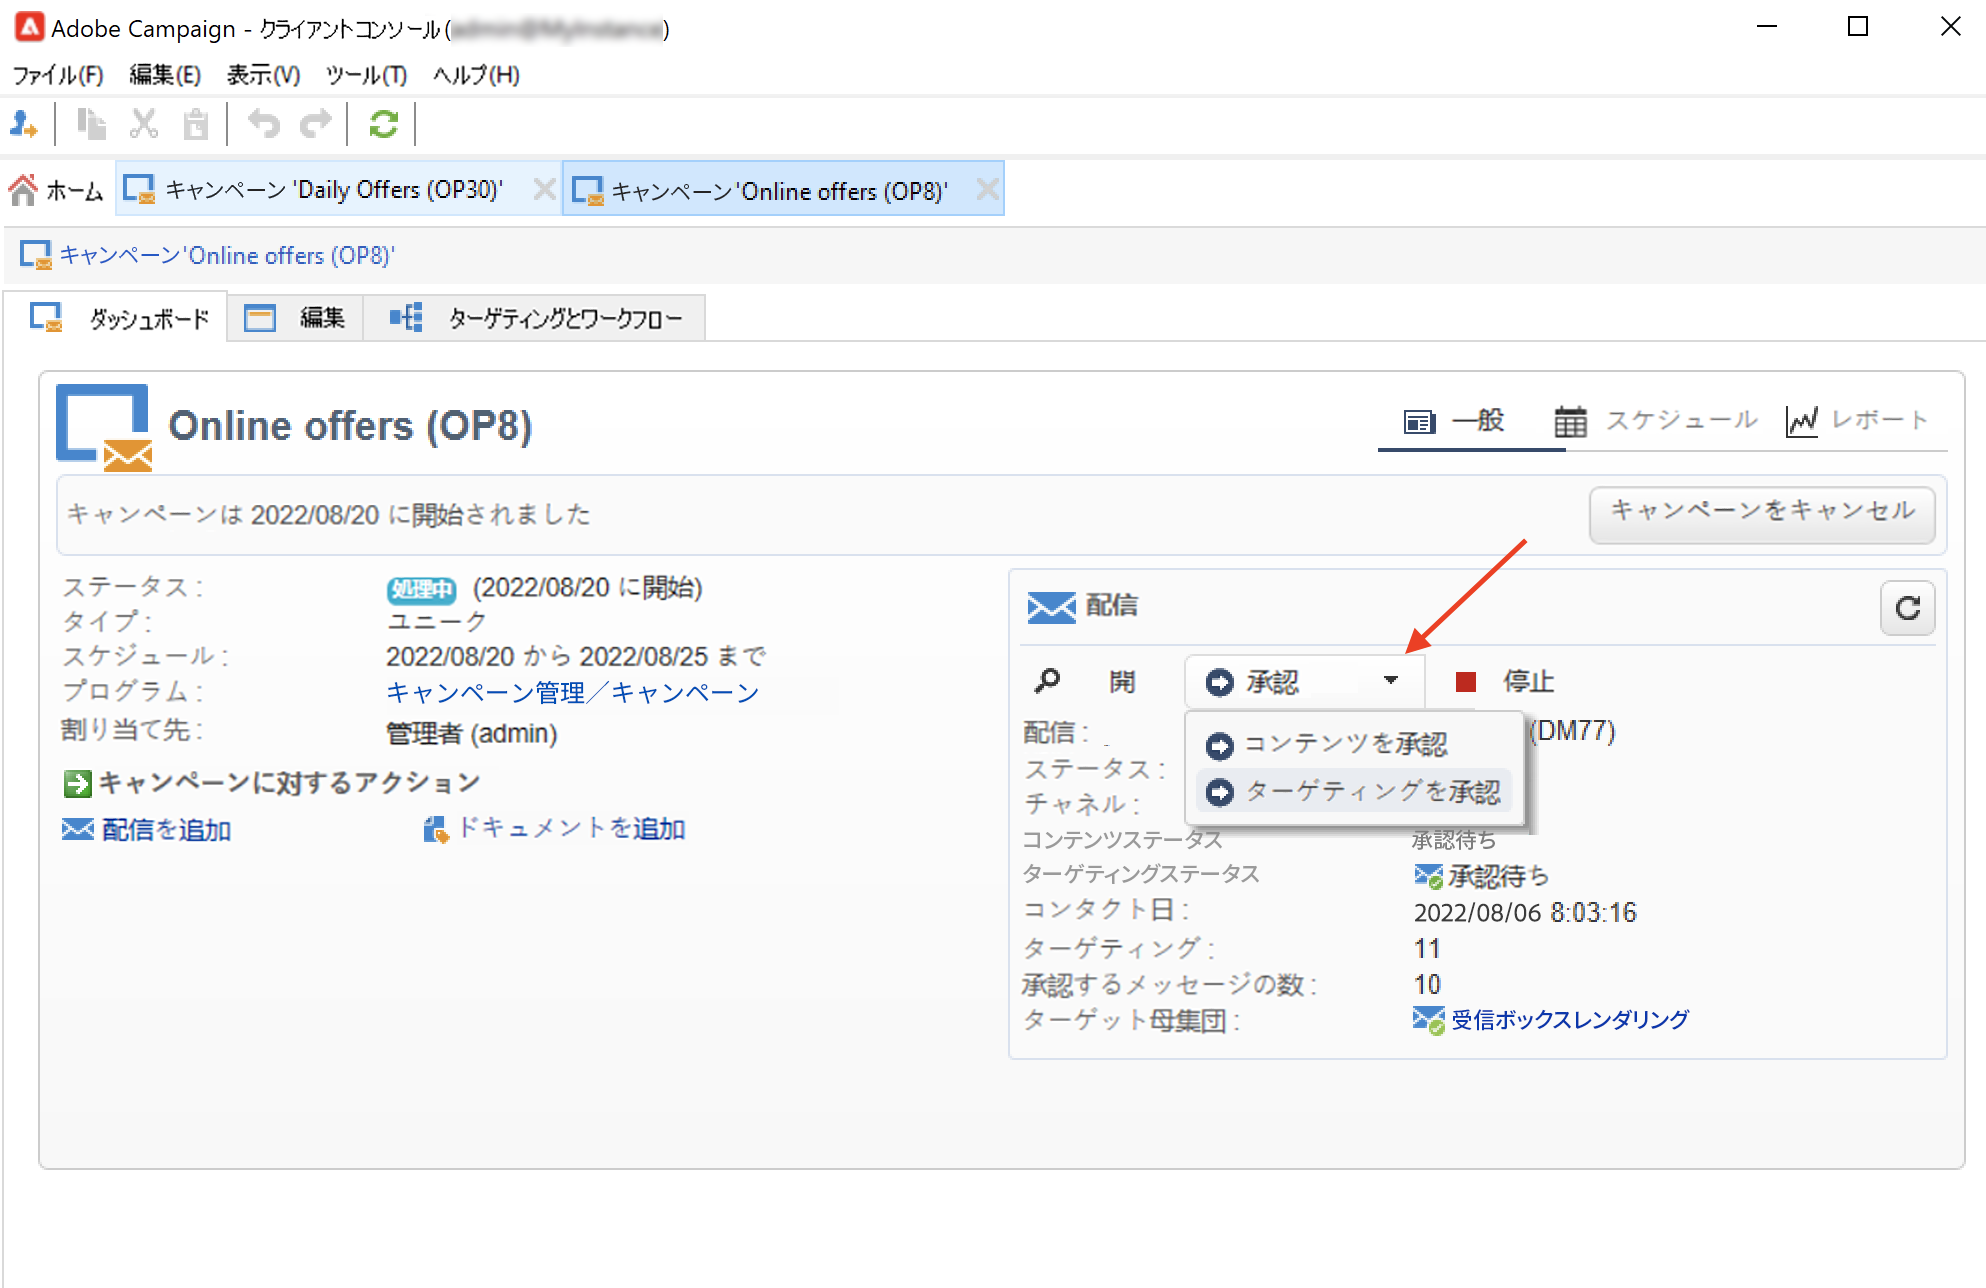 Adobe Campaign - クライアントコンソール ( )
ファイル(F) 編集(E) 表示(V) ツール(T) ヘルプ(H)
ホーム キャンペーン 'Daily Offers (OP30)' キャンペーン'Online offers (OP8)'
キャンペーン'Online offers (OP8)'
ダッシュボード 編集 ターゲティングとワークフロー
Online offers (OP8) 一般 スケジュール レポート
キャンペーンは 2022/08/20 に開始されました キャンペーンをキャンセル
ステータス : 処理中 (2022/08/20 に開始)
タイプ : ユニーク
スケジュール : 2022/08/20 から 2022/08/25 まで
プログラム : キャンペーン管理／キャンペーン
割り当て先 : 管理者 (admin)
キャンペーンに対するアクション
配信を追加 ドキュメントを追加
配信
開 承認 停止
コンテンツを承認
ターゲティングを承認
配信 : (DM77)
ステータス :
チャネル :
コンテンツステータス 承認待ち
ターゲティングステータス 承認待ち
コンタクト日 : 2022/08/06 8:03:16
ターゲティング : 11
承認するメッセージの数 : 10
ターゲット母集団 : 受信ボックスレンダリング